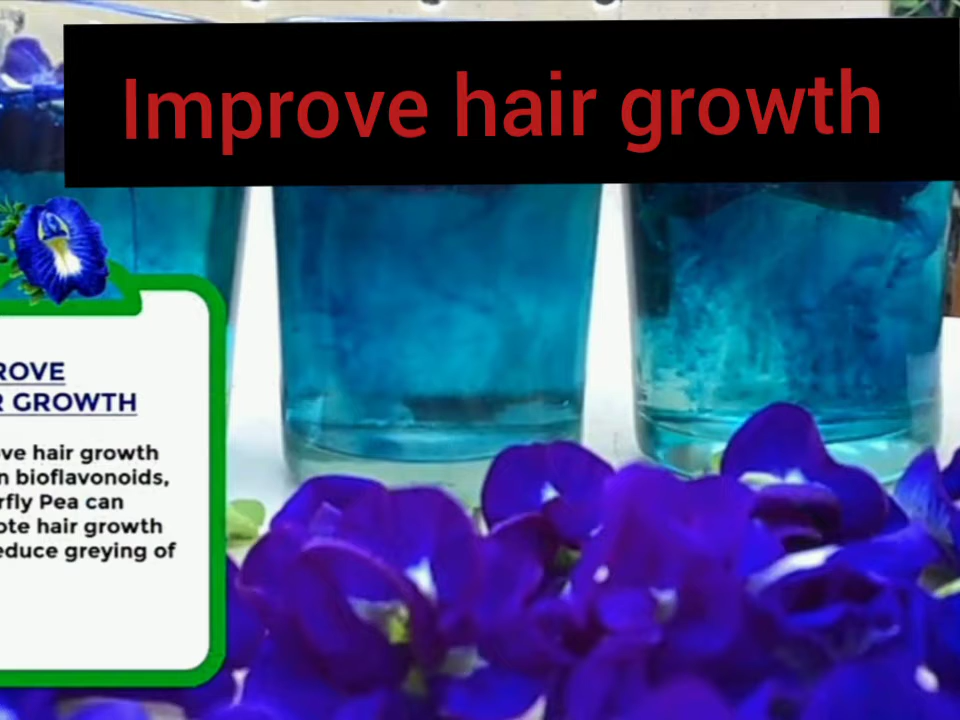 Improve hair growth
ROVE
R GROWTH
ve hair growth
n bioflavonoids,
rfly Pea can
ote hair growth
educe greying of